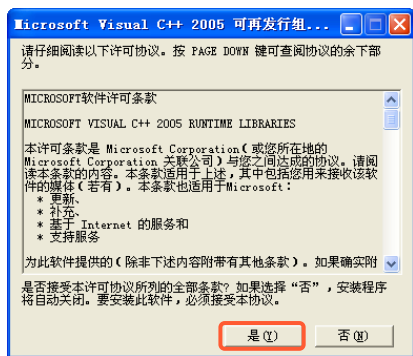 Microsoft Visual C++ 2005 可再发行组...
请仔细阅读以下许可协议。按 PAGE DOWN 键可查阅协议的余下部
分。
MICROSOFT软件许可条款
MICROSOFT VISUAL C++ 2005 RUNTIME LIBRARIES
本许可条款是 Microsoft Corporation(或您所在地的
Microsoft Corporation 关联公司)与您之间达成的协议。请阅
读本条款的内容。本条款适用于上述，其中包括您用来接收该软
件的媒体(若有)。本条款也适用于Microsoft：
* 更新、
* 补充、
* 基于 Internet 的服务和
* 支持服务
为此软件提供的(除非下述内容附带有其他条款)。如果确实附
是否接受本许可协议所列的全部条款？如果选择“否”，安装程序
将自动关闭。要安装此软件，必须接受本协议。
是(Y)
否(N)